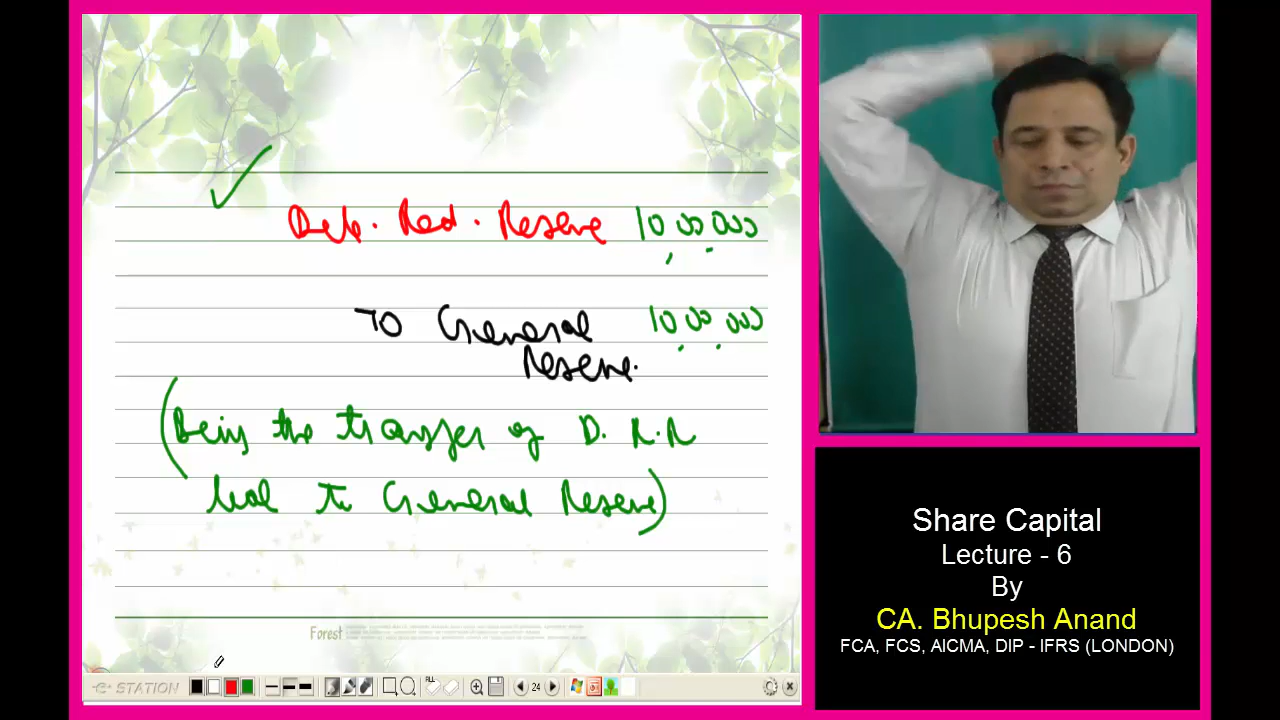 Deb. Red. Reserve 10,00,000
To General 10,00,000
Reserve.
(Being the transfer of D.R.R
bal to General Reserve)
Forest
e-STATION
24
Share Capital
Lecture - 6
By
CA. Bhupesh Anand
FCA, FCS, AICMA, DIP - IFRS (LONDON)